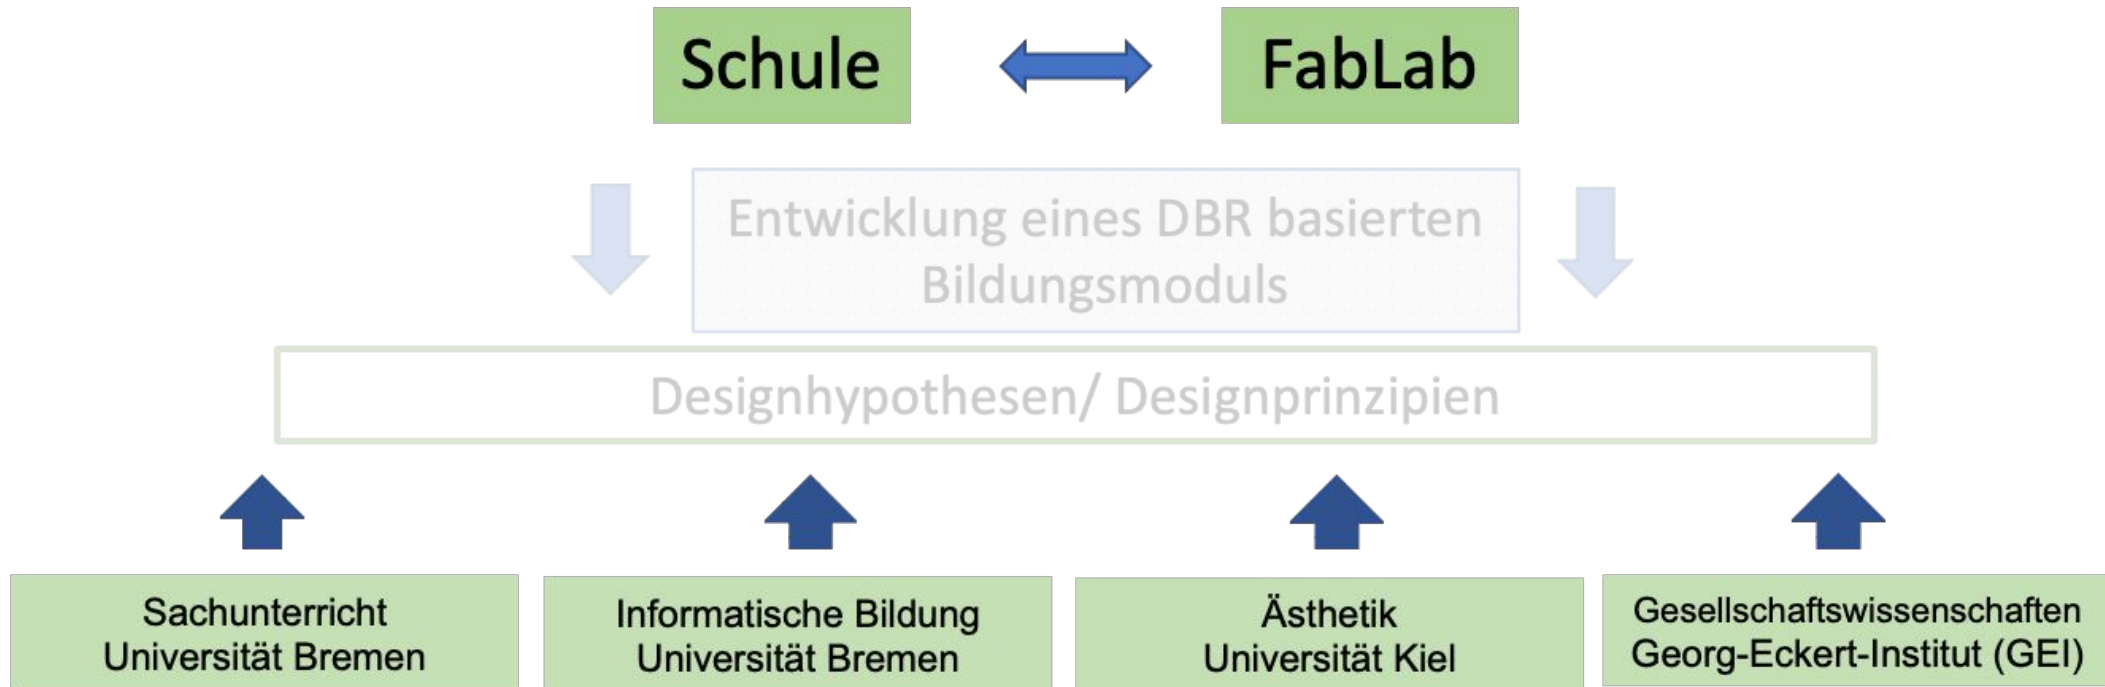 Schule
FabLab
Entwicklung eines DBR basierten
Bildungsmoduls
Designhypothesen/ Designprinzipien
Sachunterricht
Universität Bremen
Informatische Bildung
Universität Bremen
Ästhetik
Universität Kiel
Gesellschaftswissenschaften
Georg-Eckert-Institut (GEI)